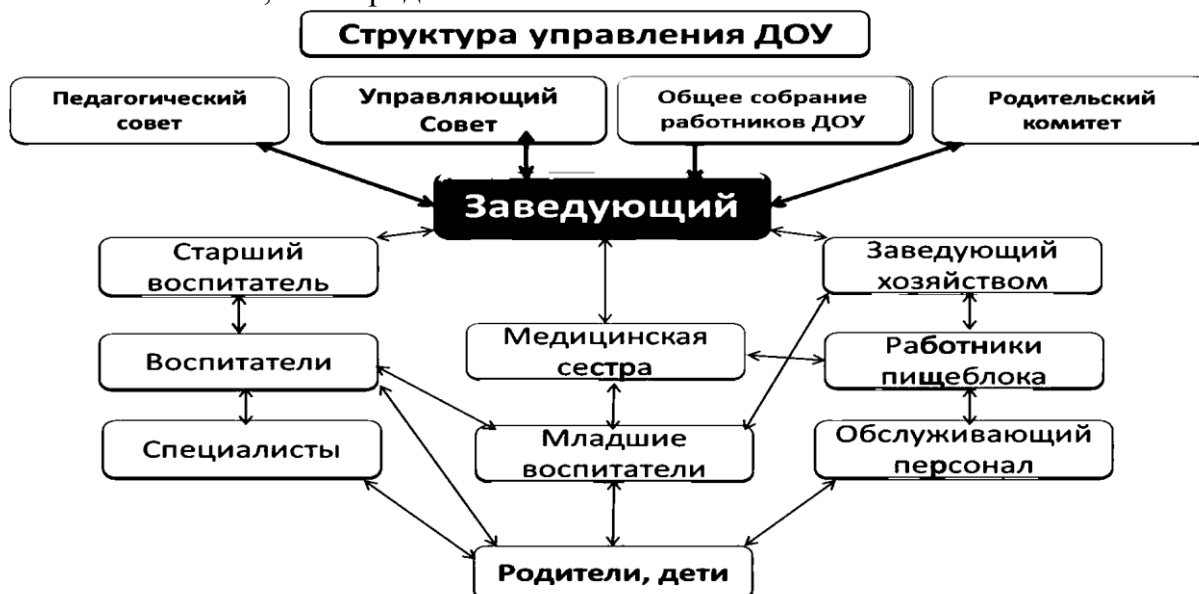 Структура управления ДОУ
Педагогический
совет
Управляющий
Совет
Общее собрание
работников ДОУ
Родительский
комитет
Заведующий
Старший
воспитатель
Заведующий
хозяйством
Медицинская
сестра
Воспитатели
Работники
пищеблока
Специалисты
Младшие
воспитатели
Обслуживающий
персонал
Родители, дети